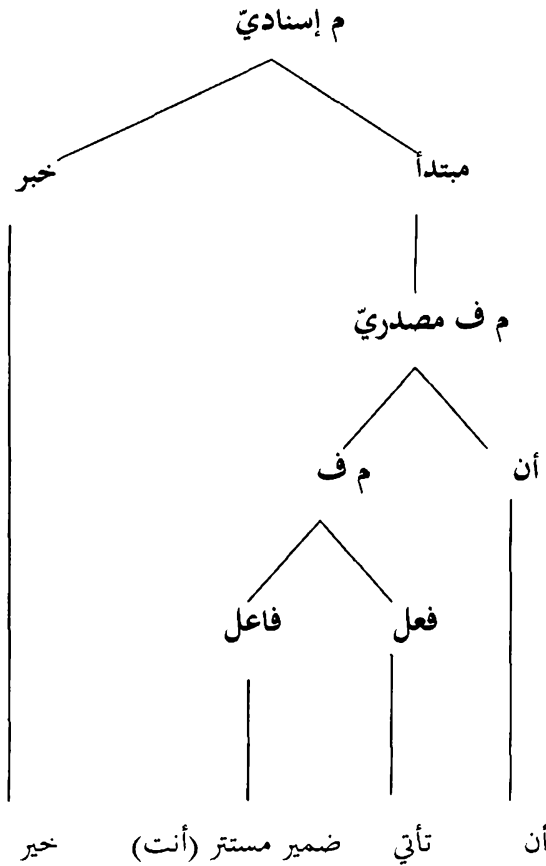 م إسناديّ
مبتدأ خبر
م ف مصدريّ
أن م ف
فعل فاعل
أن تأتي ضمير مستتر (أنت) خير